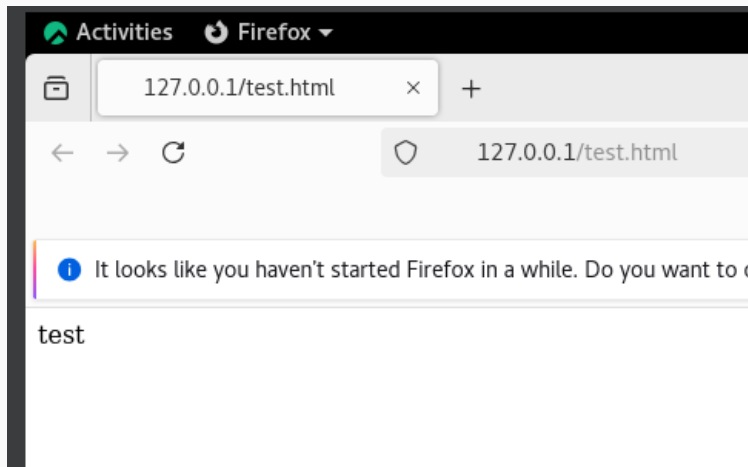 Activities Firefox
127.0.0.1/test.html
127.0.0.1/test.html
It looks like you haven't started Firefox in a while. Do you want to
test